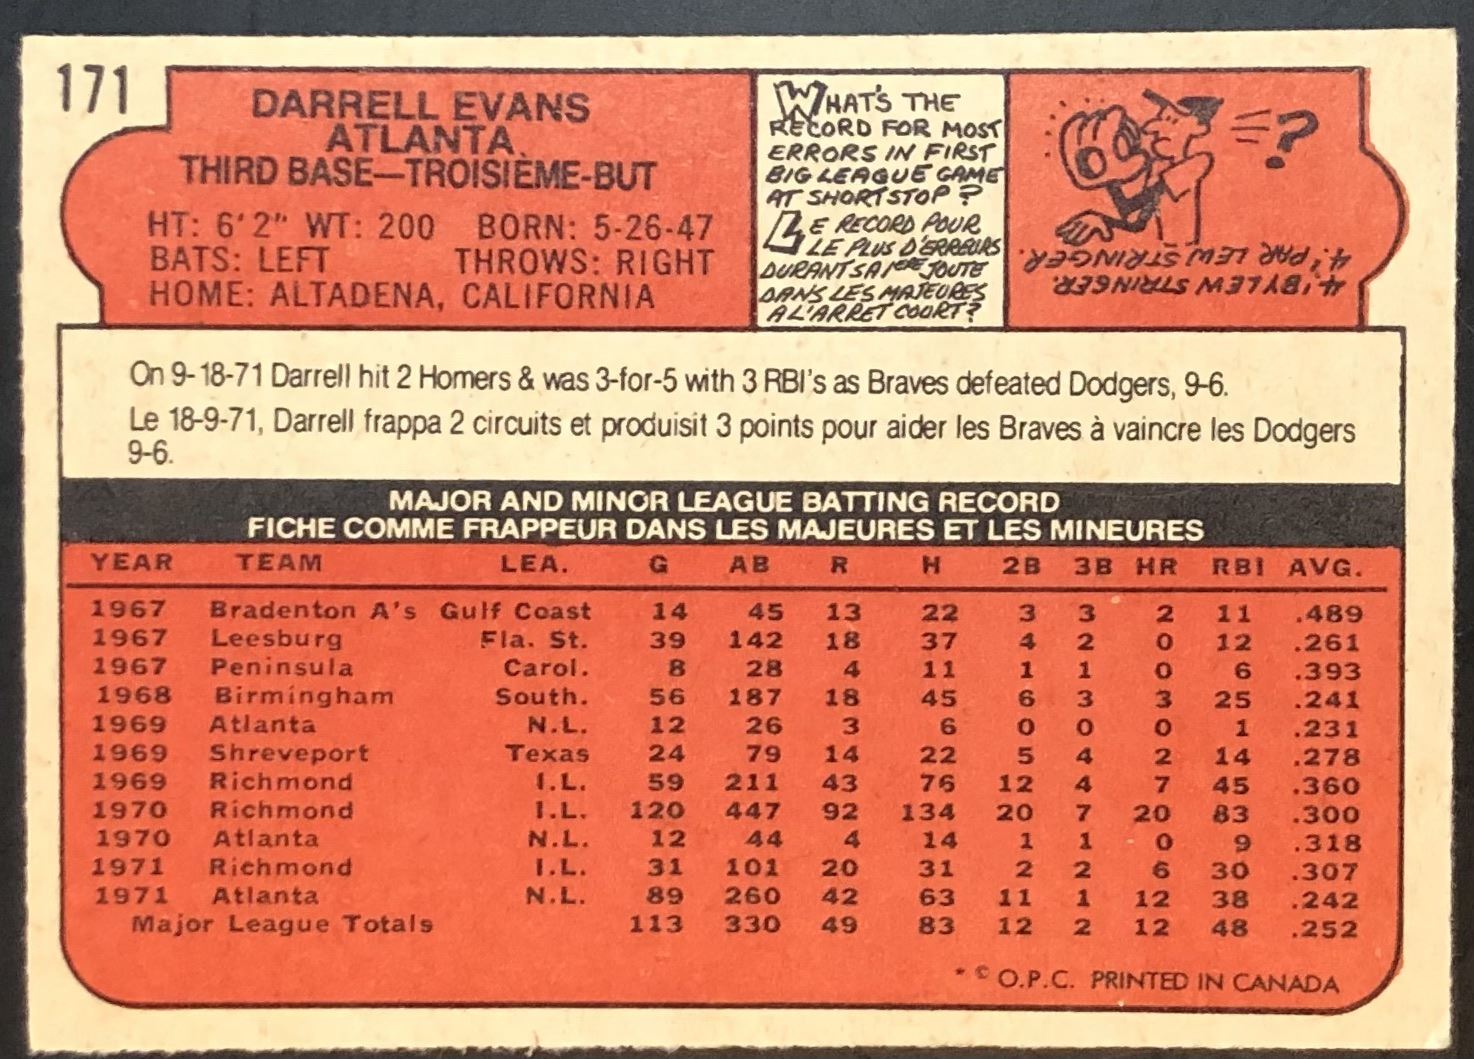 171
DARRELL EVANS
ATLANTA
THIRD BASE—TROISIÈME-BUT
HT: 6'2" WT: 200 BORN: 5-26-47
BATS: LEFT THROWS: RIGHT
HOME: ALTADENA, CALIFORNIA
WHAT'S THE
RECORD FOR MOST
ERRORS IN FIRST
BIG LEAGUE GAME
AT SHORTSTOP?
LE RECORD POUR
LE PLUS D'ERREURS
DURANT SA 1ERE JOUTE
DANS LES MAJEURES
A L'ARRET COURT?
?
4; BY LEW STRINGER.
4; PAR LEW STRINGER.
On 9-18-71 Darrell hit 2 Homers & was 3-for-5 with 3 RBI's as Braves defeated Dodgers, 9-6.
Le 18-9-71, Darrell frappa 2 circuits et produisit 3 points pour aider les Braves à vaincre les Dodgers
9-6.
MAJOR AND MINOR LEAGUE BATTING RECORD
FICHE COMME FRAPPEUR DANS LES MAJEURES ET LES MINEURES
YEAR TEAM LEA. G AB R H 2B 3B HR RBI AVG.
1967 Bradenton A's Gulf Coast 14 45 13 22 3 3 2 11 .489
1967 Leesburg Fla. St. 39 142 18 37 4 2 0 12 .261
1967 Peninsula Carol. 8 28 4 11 1 1 0 6 .393
1968 Birmingham South. 56 187 18 45 6 3 3 25 .241
1969 Atlanta N.L. 12 26 3 6 0 0 0 1 .231
1969 Shreveport Texas 24 79 14 22 5 4 2 14 .278
1969 Richmond I.L. 59 211 43 76 12 4 7 45 .360
1970 Richmond I.L. 120 447 92 134 20 7 20 83 .300
1970 Atlanta N.L. 12 44 4 14 1 1 0 9 .318
1971 Richmond I.L. 31 101 20 31 2 2 6 30 .307
1971 Atlanta N.L. 89 260 42 63 11 1 12 38 .242
Major League Totals 113 330 49 83 12 2 12 48 .252
* © O.P.C. PRINTED IN CANADA